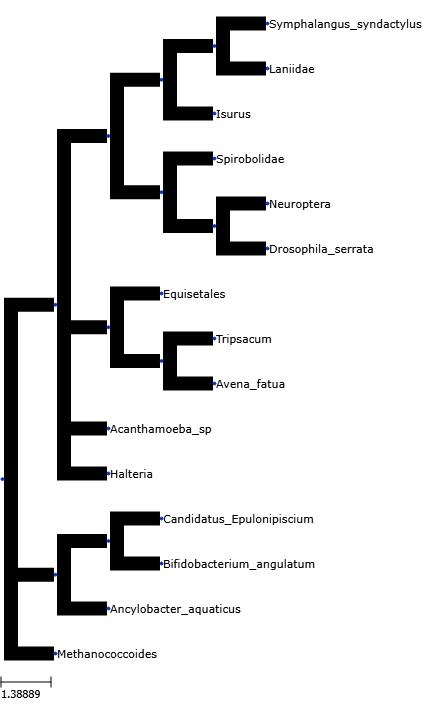 Symphalangus_syndactylus
Laniidae
Isurus
Spirobolidae
Neuroptera
Drosophila_serrata
Equisetales
Tripsacum
Avena_fatua
Acanthamoeba_sp
Halteria
Candidatus_Epulonipiscium
Bifidobacterium_angulatum
Ancylobacter_aquaticus
Methanococcoides
1.38889